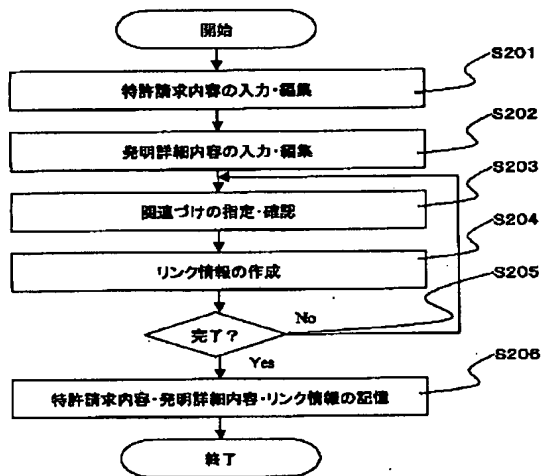 開始
S201
特許請求内容の入力・編集
S202
発明詳細内容の入力・編集
S203
関連づけの指定・確認
S204
リンク情報の作成
S205
完了？
No
Yes
S206
特許請求内容・発明詳細内容・リンク情報の記憶
終了